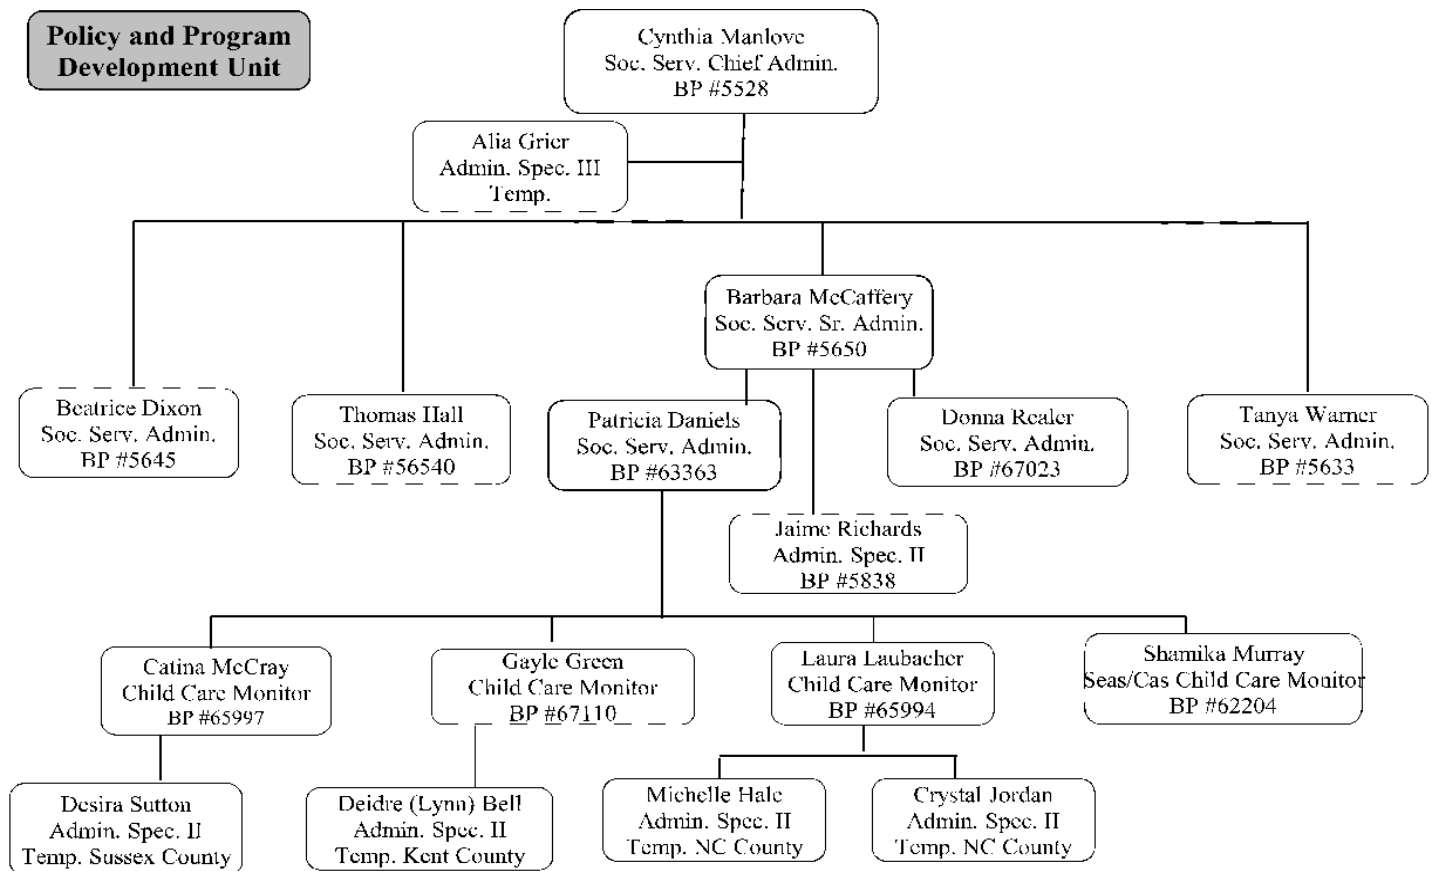 Policy and Program
Development Unit
Cynthia Manlove
Soc. Serv. Chief Admin.
BP #5528
Alia Grier
Admin. Spec. III
Temp.
Barbara McCaffery
Soc. Serv. Sr. Admin.
BP #5650
Beatrice Dixon
Soc. Serv. Admin.
BP #5645
Thomas Hall
Soc. Serv. Admin.
BP #56540
Patricia Daniels
Soc. Serv. Admin.
BP #63363
Donna Realer
Soc. Serv. Admin.
BP #67023
Tanya Warner
Soc. Serv. Admin.
BP #5633
Jaime Richards
Admin. Spec. II
BP #5838
Catina McCray
Child Care Monitor
BP #65997
Gayle Green
Child Care Monitor
BP #67110
Laura Laubacher
Child Care Monitor
BP #65994
Shamika Murray
Seas/Cas Child Care Monitor
BP #62204
Desira Sutton
Admin. Spec. II
Temp. Sussex County
Deidre (Lynn) Bell
Admin. Spec. II
Temp. Kent County
Michelle Hale
Admin. Spec. II
Temp. NC County
Crystal Jordan
Admin. Spec. II
Temp. NC County